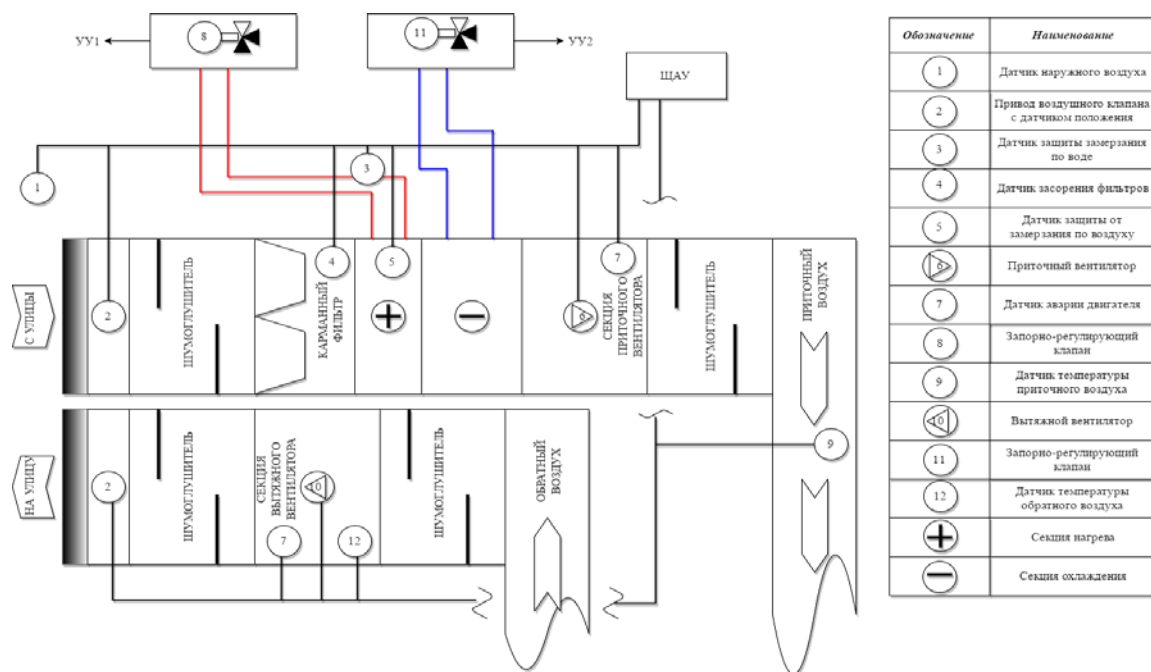 УУ1
8
11
УУ2
ЩАУ
1
3
С УЛИЦЫ
2
ШУМОГЛУШИТЕЛЬ
4
КАРМАННЫЙ
ФИЛЬТР
5
6
7
СЕКЦИЯ
ПРИТОЧНОГО
ВЕНТИЛЯТОРА
ШУМОГЛУШИТЕЛЬ
ПРИТОЧНЫЙ
ВОЗДУХ
НА УЛИЦУ
2
ШУМОГЛУШИТЕЛЬ
СЕКЦИЯ
ВЫТЯЖНОГО
ВЕНТИЛЯТОРА
7
10
12
ШУМОГЛУШИТЕЛЬ
ОБРАТНЫЙ
ВОЗДУХ
9
Обозначение Наименование
1 Датчик наружного воздуха
2 Привод воздушного клапана
с датчиком положения
3 Датчик защиты замерзания
по воде
4 Датчик засорения фильтров
5 Датчик защиты от
замерзания по воздуху
6 Приточный вентилятор
7 Датчик аварии двигателя
8 Запорно-регулирующий
клапан
9 Датчик температуры
приточного воздуха
10 Вытяжной вентилятор
11 Запорно-регулирующий
клапан
12 Датчик температуры
обратного воздуха
+ Секция нагрева
− Секция охлаждения